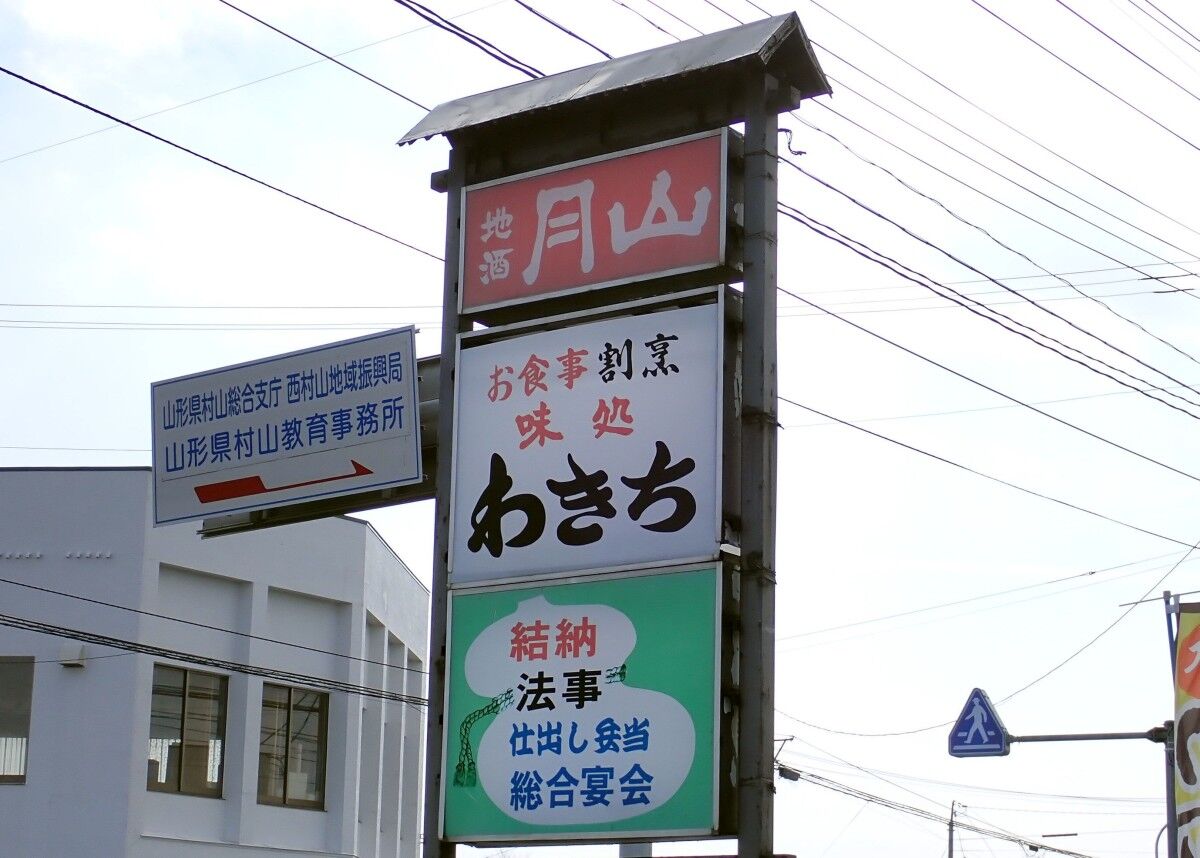 地酒 月山
お食事 割烹
味処
わきち
結納
法事
仕出し弁当
総合宴会
山形県村山総合支庁 西村山地域振興局
山形県村山教育事務所